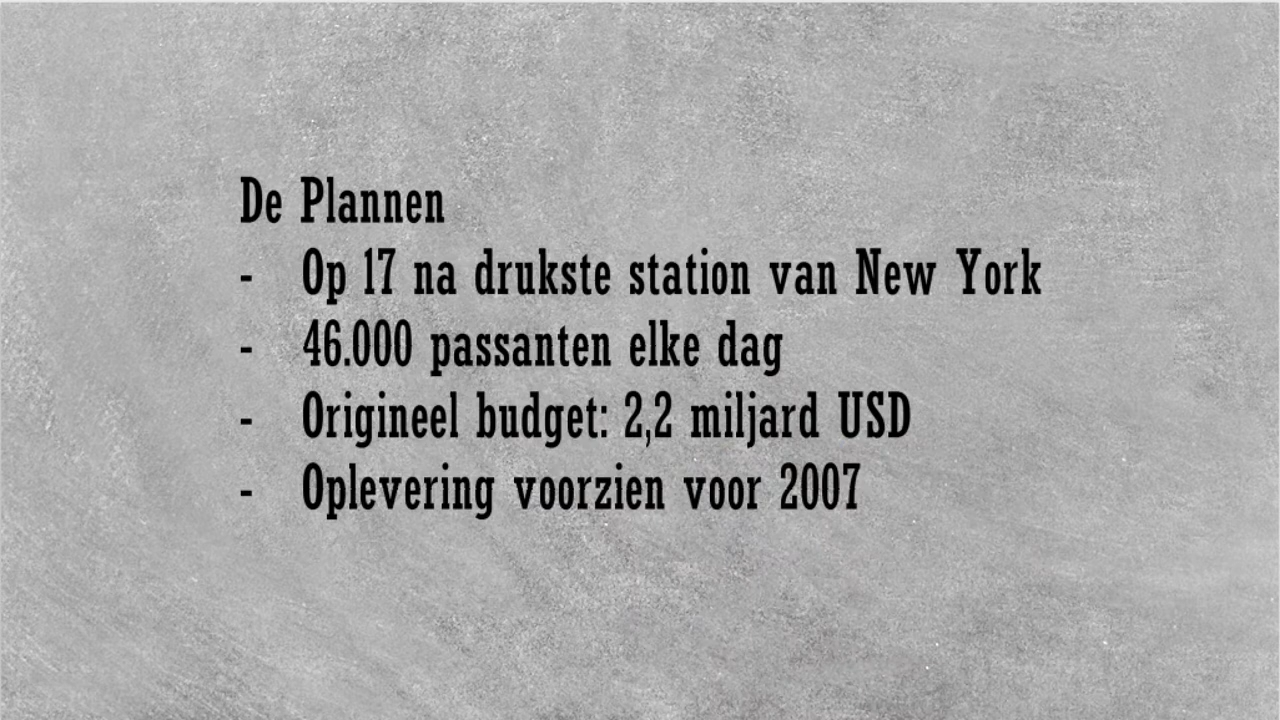 De Plannen
- Op 17 na drukste station van New York
- 46.000 passanten elke dag
- Origineel budget: 2,2 miljard USD
- Oplevering voorzien voor 2007